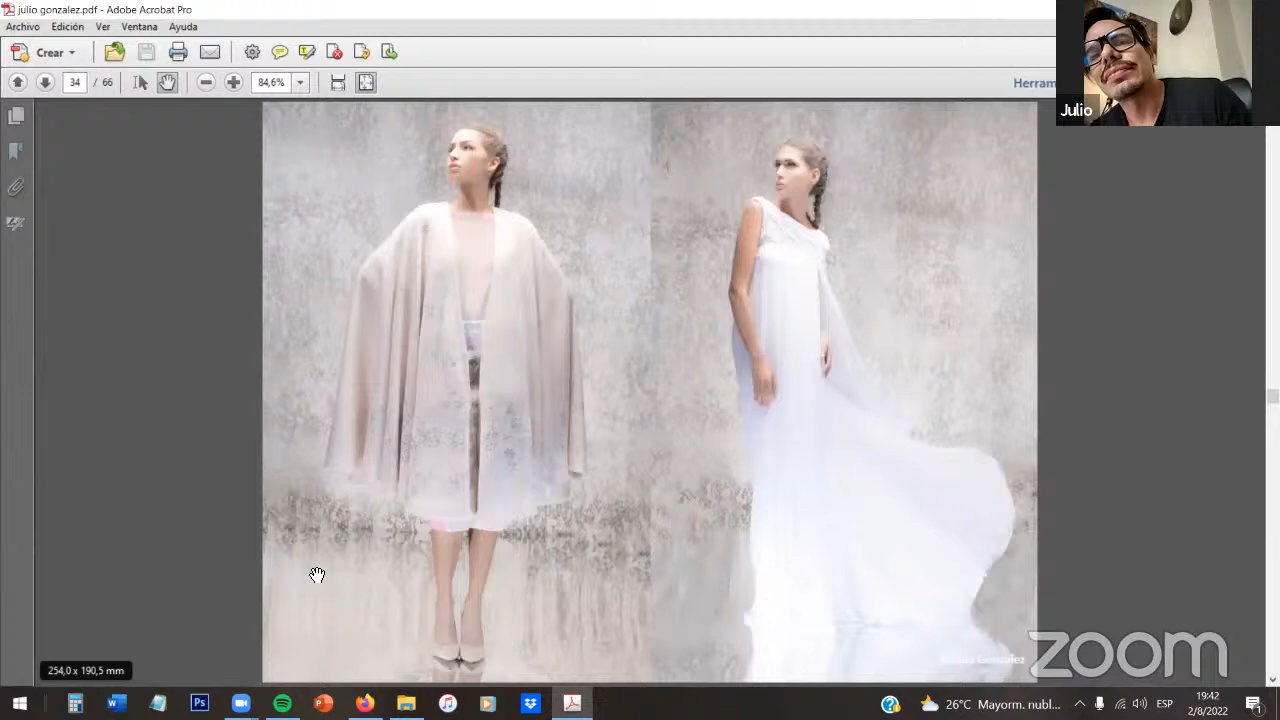 julio gonzalez.pdf - Adobe Acrobat Pro
Archivo Edición Ver Ventana Ayuda
Crear
34 / 66 84,6% Herram
Julio
254,0 x 190,5 mm
Gonzalez
zoom
26°C Mayorm. nubl... ESP 19:42
2/8/2022